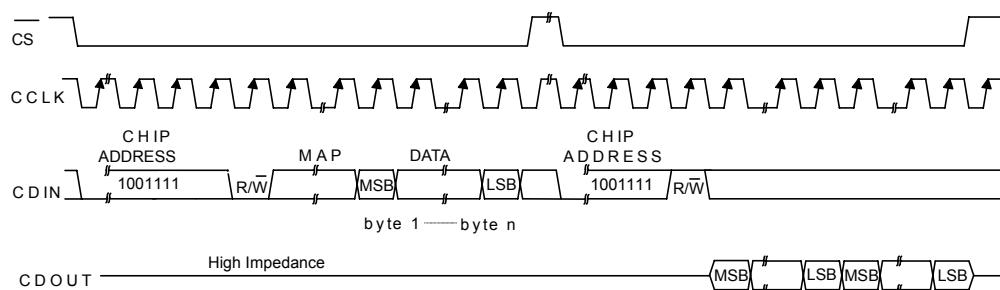 CS
CCLK
CHIP
ADDRESS
MAP
DATA
CHIP
ADDRESS
CDIN
1001111
R/W
MSB
LSB
1001111
R/W
byte 1
byte n
High Impedance
CDOUT
MSB
LSB
MSB
LSB